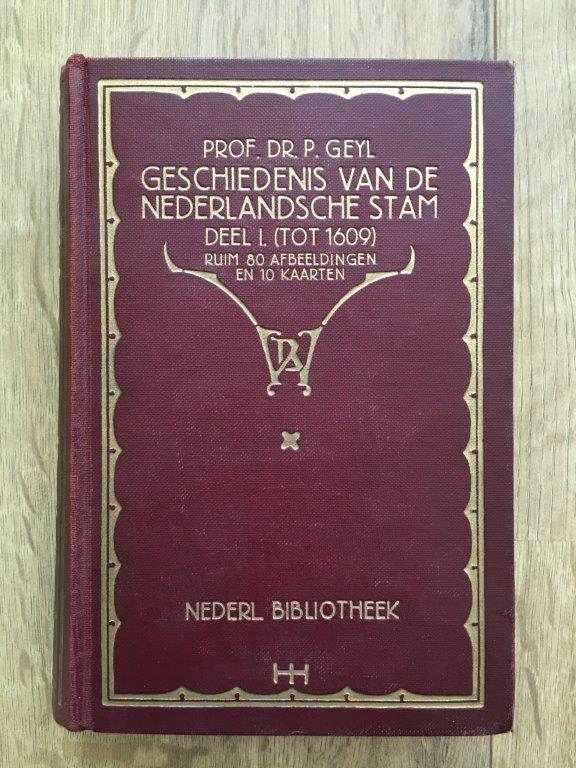 PROF. DR. P. GEYL
GESCHIEDENIS VAN DE
NEDERLANDSCHE STAM
DEEL I. (TOT 1609)
RUIM 80 AFBEELDINGEN
EN 10 KAARTEN
NEDERL. BIBLIOTHEEK